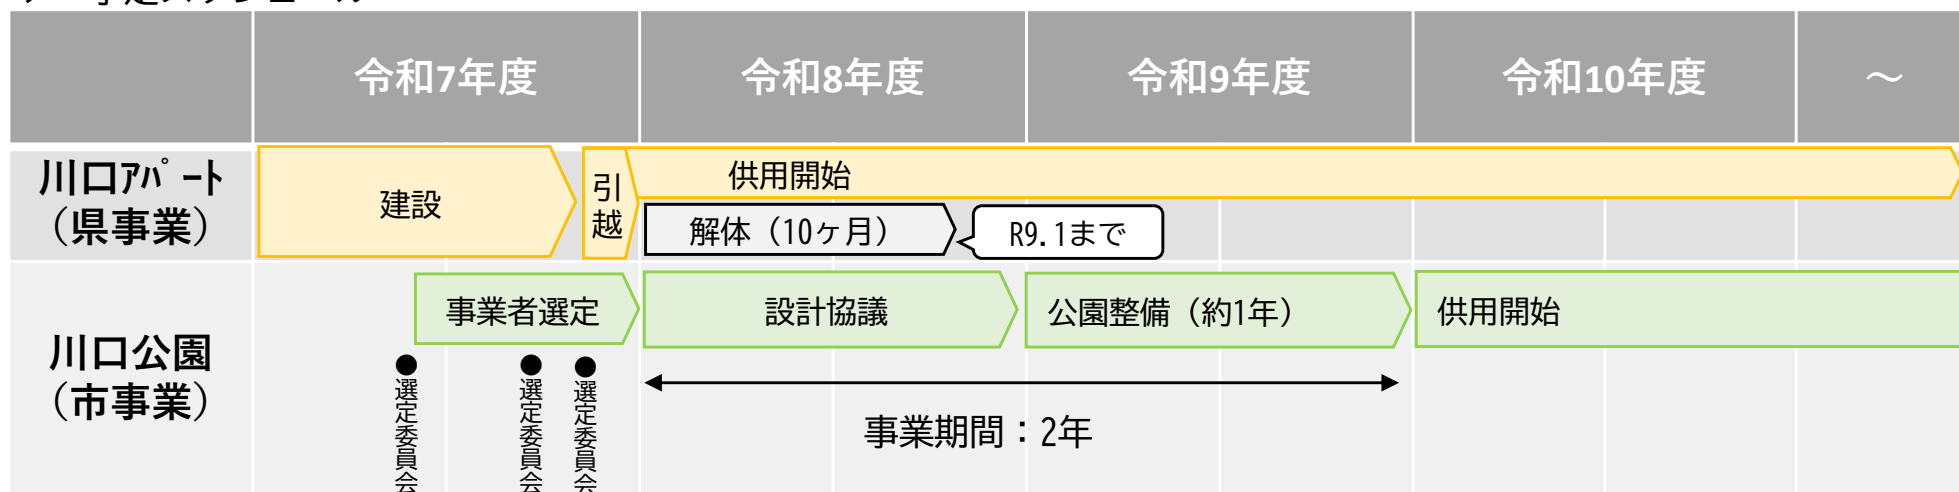 令和7年度
令和8年度
令和9年度
令和10年度
～
川口ｱﾊﾟｰﾄ
（県事業）
建設
引越
供用開始
解体（10ヶ月）
R9.1まで
川口公園
（市事業）
事業者選定
設計協議
公園整備（約1年）
供用開始
選定委員会
選定委員会
選定委員会
事業期間：2年